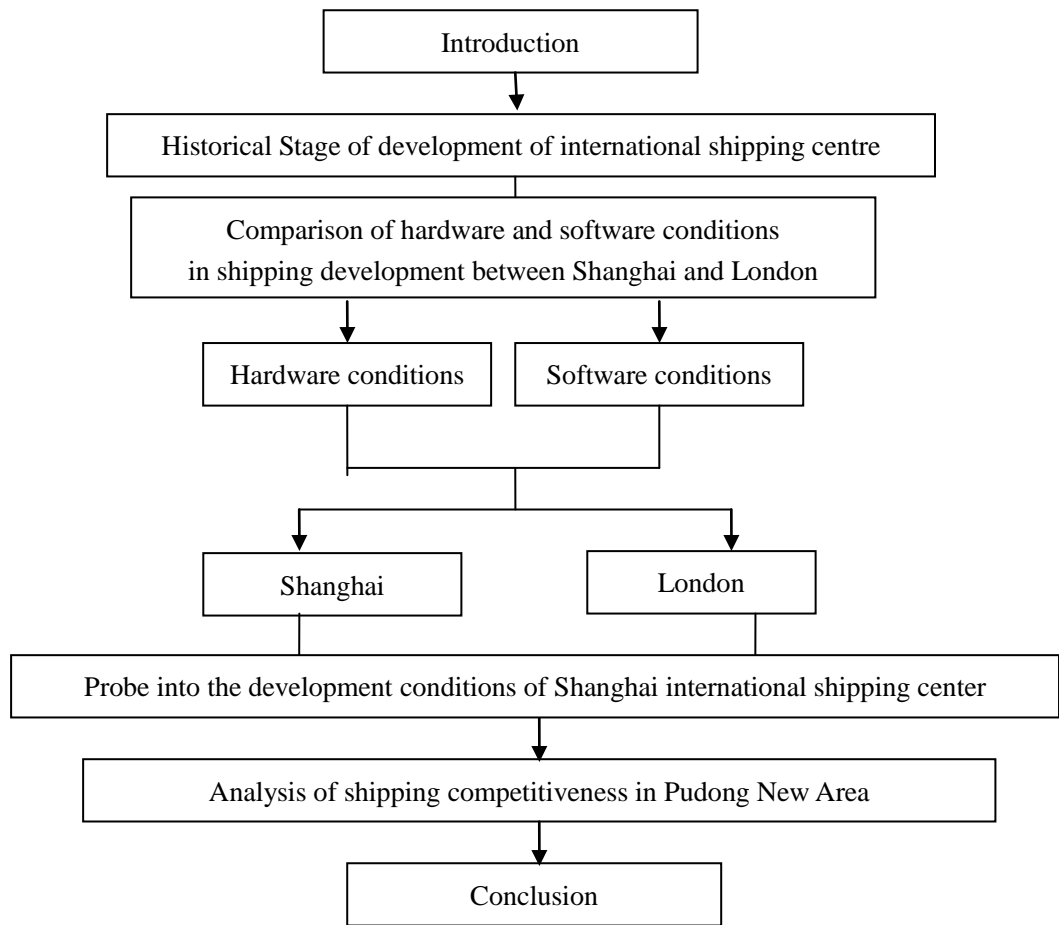 Introduction
Historical Stage of development of international shipping centre
Comparison of hardware and software conditions
in shipping development between Shanghai and London
Hardware conditions
Software conditions
Shanghai
London
Probe into the development conditions of Shanghai international shipping center
Analysis of shipping competitiveness in Pudong New Area
Conclusion